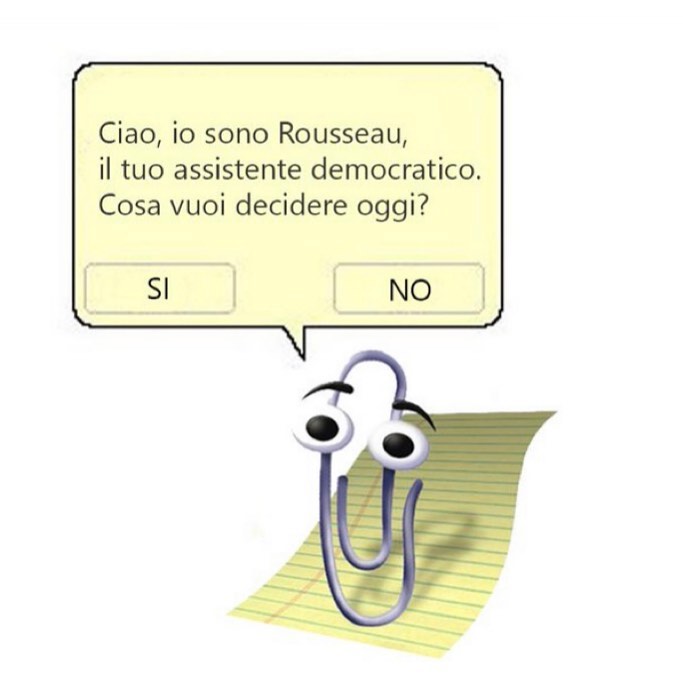 Ciao, io sono Rousseau,
il tuo assistente democratico.
Cosa vuoi decidere oggi?
SI
NO